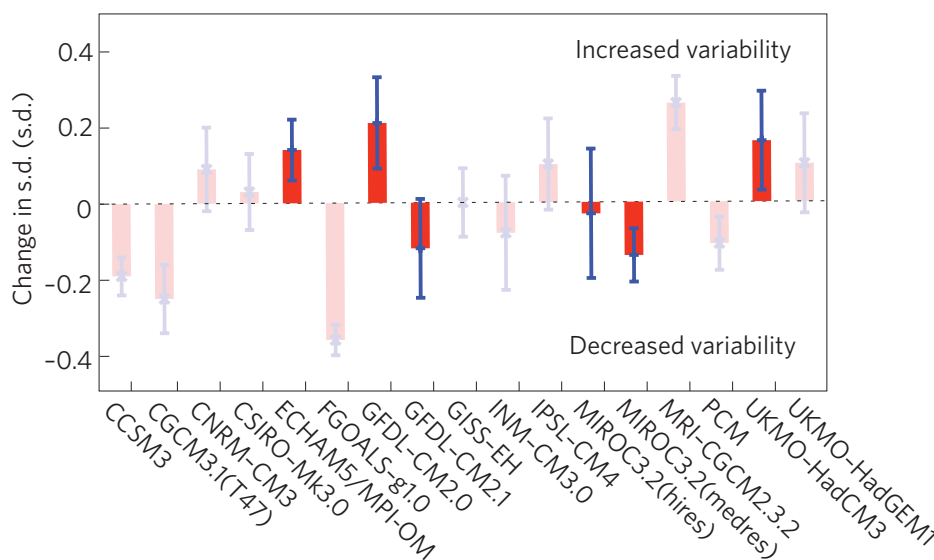 Change in s.d. (s.d.)
0.4
0.2
0
−0.2
−0.4
Increased variability
Decreased variability
CCSM3
CGCM3.1(T47)
CNRM-CM3
CSIRO-Mk3.0
ECHAM5/MPI-OM
FGOALS-g1.0
GFDL-CM2.0
GFDL-CM2.1
GISS-EH
INM-CM3.0
IPSL-CM4
MIROC3.2(hires)
MIROC3.2(medres)
MRI-CGCM2.3.2
PCM
UKMO-HadCM3
UKMO-HadGEM1